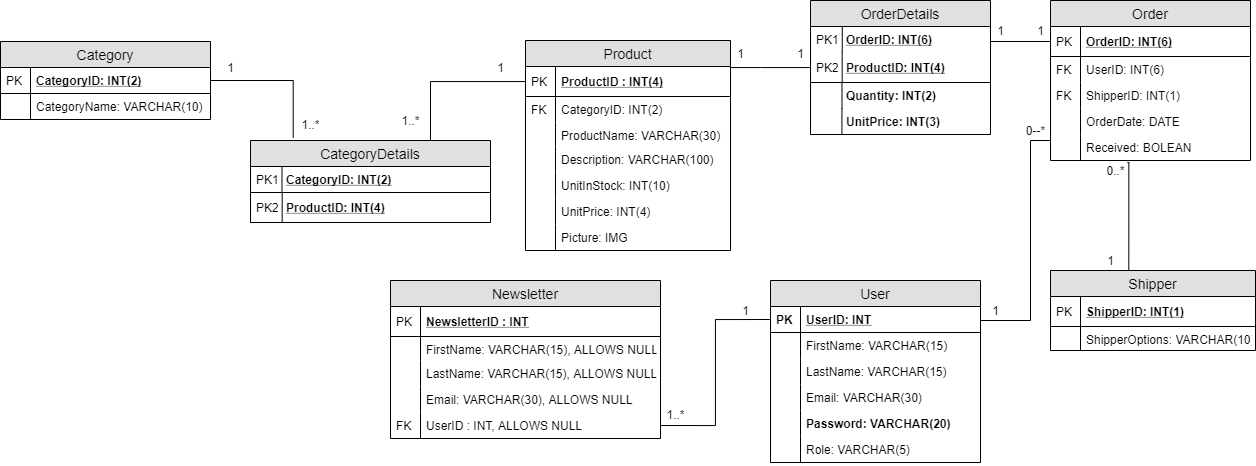 Category
PK CategoryID: INT(2)
CategoryName: VARCHAR(10)
1
1..*
CategoryDetails
PK1 CategoryID: INT(2)
PK2 ProductID: INT(4)
1
1..*
Product
PK ProductID : INT(4)
FK CategoryID: INT(2)
ProductName: VARCHAR(30)
Description: VARCHAR(100)
UnitInStock: INT(10)
UnitPrice: INT(4)
Picture: IMG
1
1
OrderDetails
PK1 OrderID: INT(6)
PK2 ProductID: INT(4)
Quantity: INT(2)
UnitPrice: INT(3)
1
1
Order
PK OrderID: INT(6)
FK UserID: INT(6)
FK ShipperID: INT(1)
OrderDate: DATE
Received: BOLEAN
0--*
0..*
1
Shipper
PK ShipperID: INT(1)
ShipperOptions: VARCHAR(10
Newsletter
PK NewsletterID : INT
FirstName: VARCHAR(15), ALLOWS NULL
LastName: VARCHAR(15), ALLOWS NULL
Email: VARCHAR(30), ALLOWS NULL
FK UserID : INT, ALLOWS NULL
1
1..*
User
PK UserID: INT
FirstName: VARCHAR(15)
LastName: VARCHAR(15)
Email: VARCHAR(30)
Password: VARCHAR(20)
Role: VARCHAR(5)
1